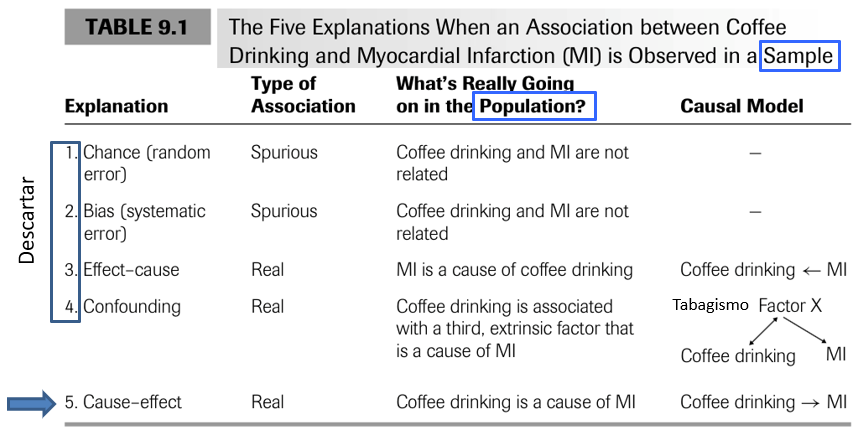 TABLE 9.1
The Five Explanations When an Association between Coffee
Drinking and Myocardial Infarction (MI) is Observed in a Sample
Explanation
Type of
Association
What's Really Going
on in the Population?
Causal Model
Descartar
1. Chance (random
error)
Spurious
Coffee drinking and MI are not
related
–
2. Bias (systematic
error)
Spurious
Coffee drinking and MI are not
related
–
3. Effect–cause
Real
MI is a cause of coffee drinking
Coffee drinking ← MI
4. Confounding
Real
Coffee drinking is associated
with a third, extrinsic factor that
is a cause of MI
Tabagismo Factor X
Coffee drinking MI
5. Cause–effect
Real
Coffee drinking is a cause of MI
Coffee drinking → MI